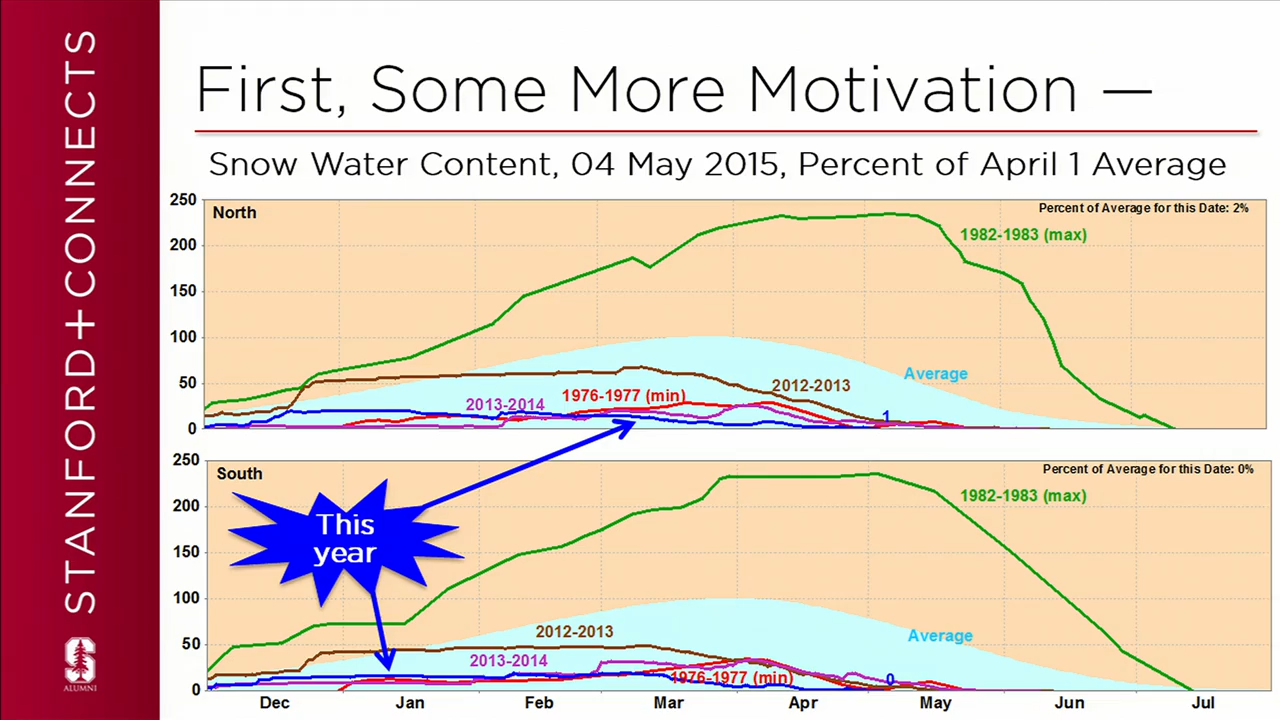 STANFORD+CONNECTS
S
ALUMNI
First, Some More Motivation —
Snow Water Content, 04 May 2015, Percent of April 1 Average
250
200
150
100
50
0
North
Percent of Average for this Date: 2%
1982-1983 (max)
Average
2012-2013
1976-1977 (min)
2013-2014
1
250
200
150
100
50
0
South
Percent of Average for this Date: 0%
1982-1983 (max)
This
year
2012-2013
Average
2013-2014
1976-1977 (min)
0
Dec Jan Feb Mar Apr May Jun Jul